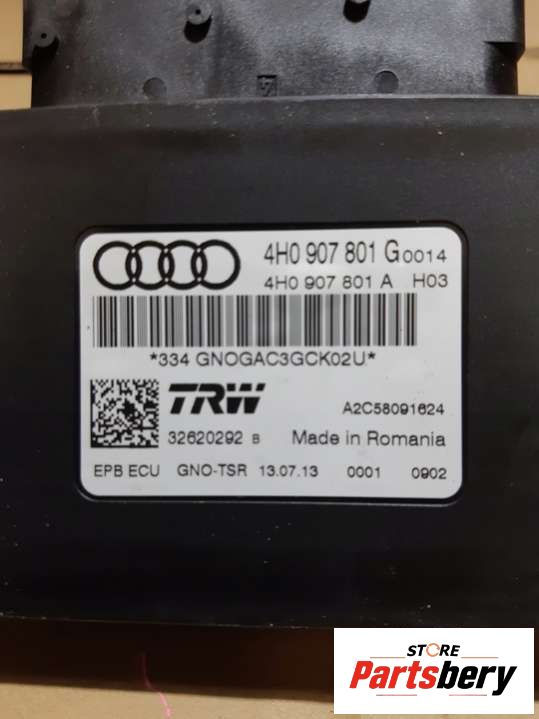 4H0 907 801 G 0014
4H0 907 801 A H03
*334 GNOGAC3GCK02U*
TRW
A2C58091624
32620292 B Made in Romania
EPB ECU GNO-TSR 13.07.13 0001 0902
STORE
Partsbery